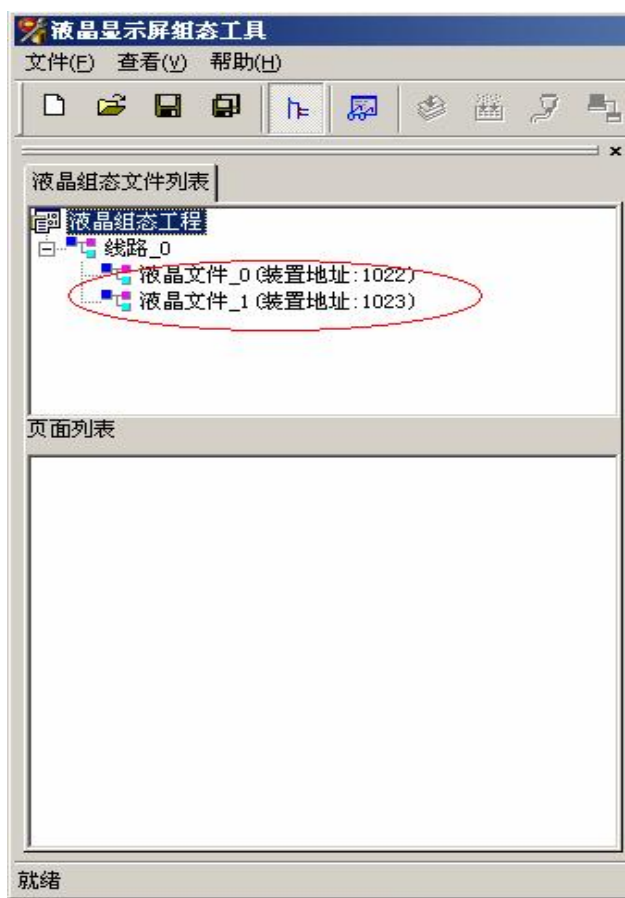 液晶显示屏组态工具
文件(F) 查看(V) 帮助(H)
液晶组态文件列表
液晶组态工程
线路_0
液晶文件_0(装置地址:1022)
液晶文件_1(装置地址:1023)
页面列表
就绪